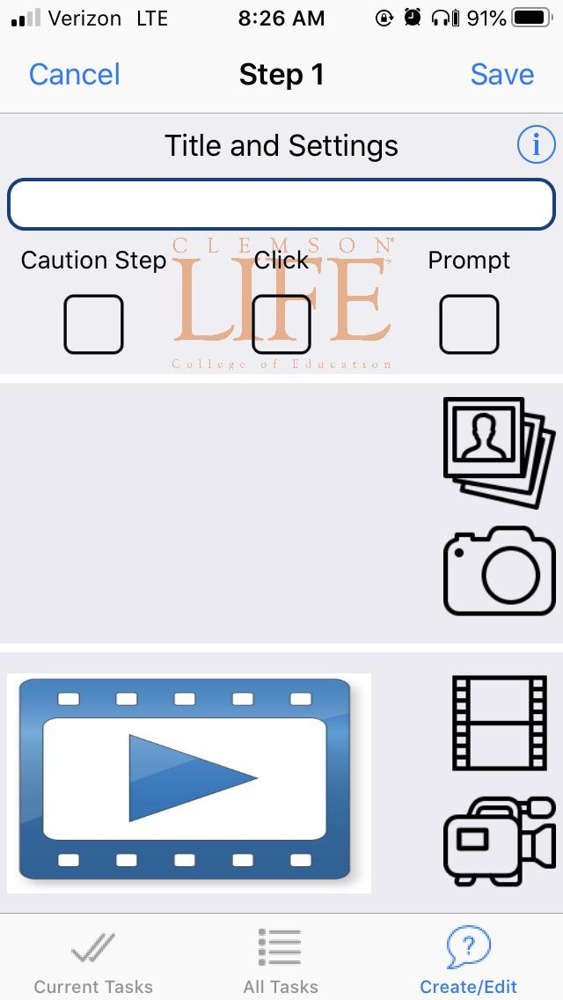 Verizon LTE 8:26 AM 91%
Cancel Step 1 Save
Title and Settings i
CLEMSON
Caution Step Click Prompt
LIFE
College of Education
?
Current Tasks All Tasks Create/Edit